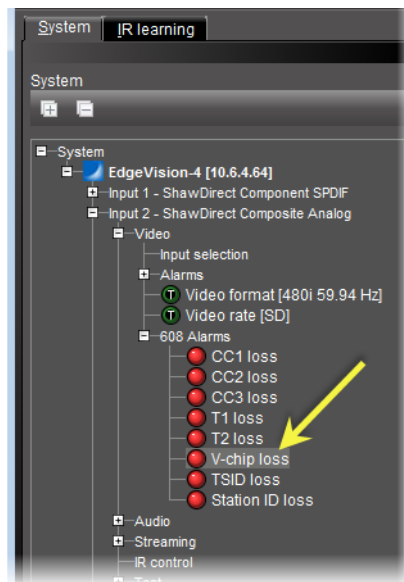 System IR learning
System
System
EdgeVision-4 [10.6.4.64]
Input 1 - ShawDirect Component SPDIF
Input 2 - ShawDirect Composite Analog
Video
Input selection
Alarms
T Video format [480i 59.94 Hz]
T Video rate [SD]
608 Alarms
CC1 loss
CC2 loss
CC3 loss
T1 loss
T2 loss
V-chip loss
TSID loss
Station ID loss
Audio
Streaming
IR control